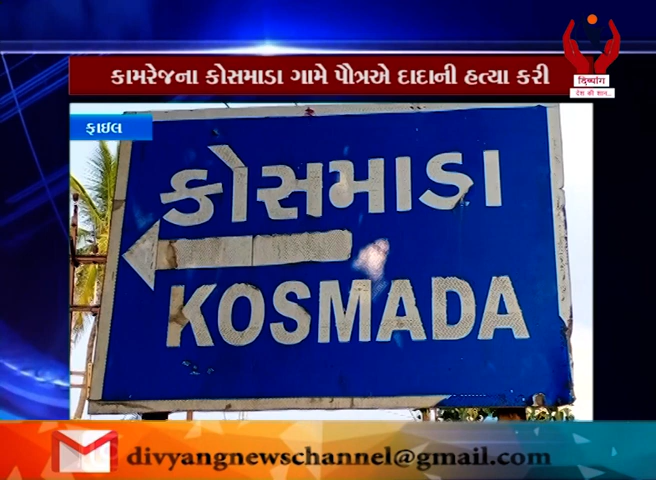 दिव्यांग
देश की शान..
કામરેજના કોસમાડા ગામે પૌત્રએ દાદાની હત્યા કરી
ફાઇલ
કોસમાડા
KOSMADA
divyangnewschannel@gmail.com